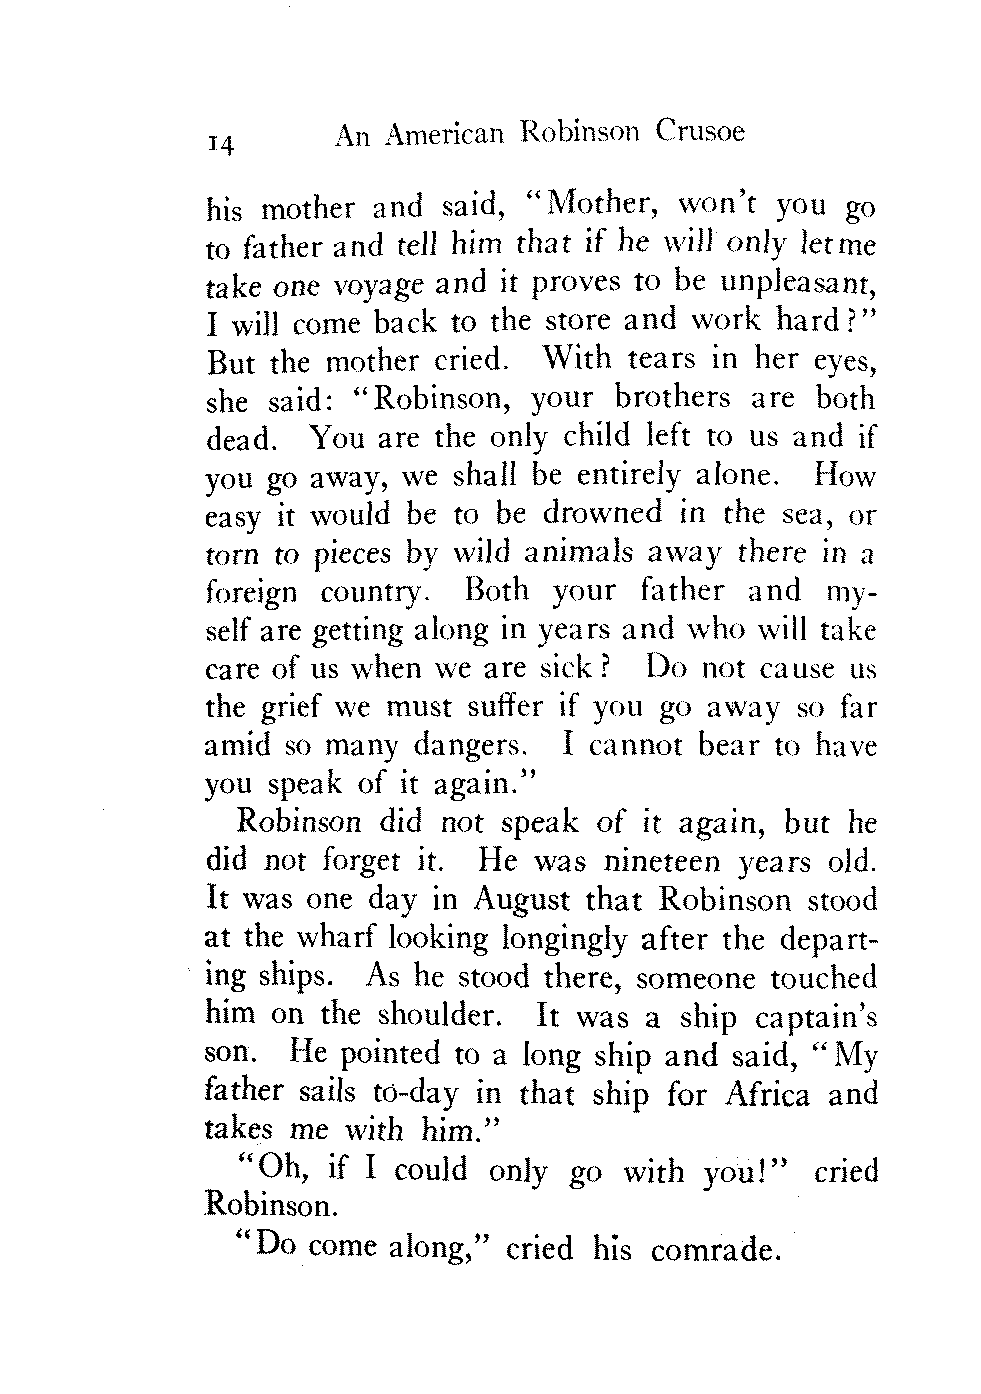 14 An American Robinson Crusoe
his mother and said, "Mother, won't you go
to father and tell him that if he will only let me
take one voyage and it proves to be unpleasant,
I will come back to the store and work hard?"
But the mother cried. With tears in her eyes,
she said: "Robinson, your brothers are both
dead. You are the only child left to us and if
you go away, we shall be entirely alone. How
easy it would be to be drowned in the sea, or
torn to pieces by wild animals away there in a
foreign country. Both your father and my-
self are getting along in years and who will take
care of us when we are sick? Do not cause us
the grief we must suffer if you go away so far
amid so many dangers. I cannot bear to have
you speak of it again."
Robinson did not speak of it again, but he
did not forget it. He was nineteen years old.
It was one day in August that Robinson stood
at the wharf looking longingly after the depart-
ing ships. As he stood there, someone touched
him on the shoulder. It was a ship captain's
son. He pointed to a long ship and said, "My
father sails to-day in that ship for Africa and
takes me with him."
"Oh, if I could only go with you!" cried
Robinson.
"Do come along," cried his comrade.